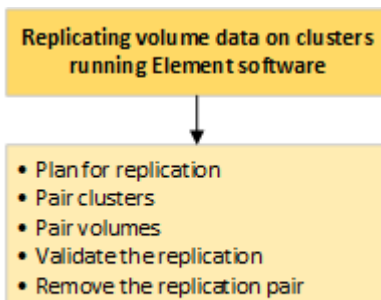 Replicating volume data on clusters
running Element software
• Plan for replication
• Pair clusters
• Pair volumes
• Validate the replication
• Remove the replication pair